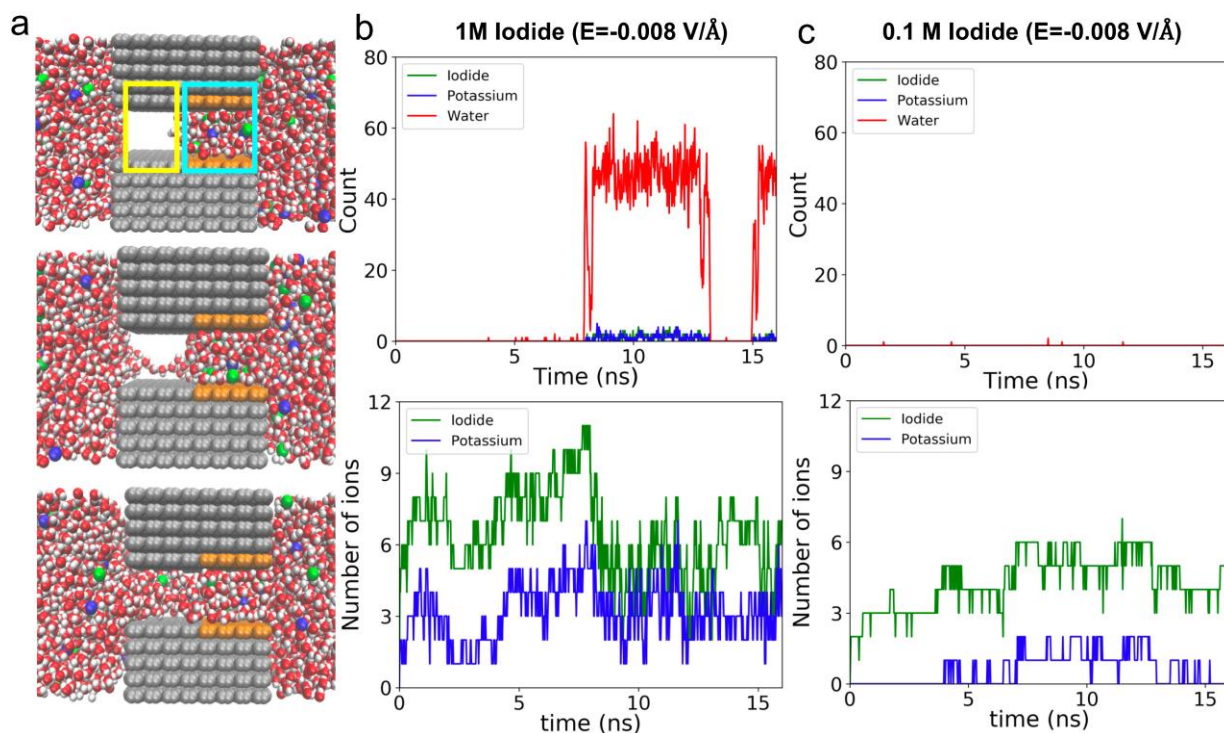 a
b
1M Iodide (E=-0.008 V/Å)
80
60
40
20
0
Count
Iodide
Potassium
Water
0
5
10
15
Time (ns)
12
9
6
3
0
Number of ions
Iodide
Potassium
0
5
10
15
time (ns)
c
0.1 M Iodide (E=-0.008 V/Å)
80
60
40
20
0
Count
Iodide
Potassium
Water
0
5
10
15
Time (ns)
12
9
6
3
0
Number of ions
Iodide
Potassium
0
5
10
15
time (ns)